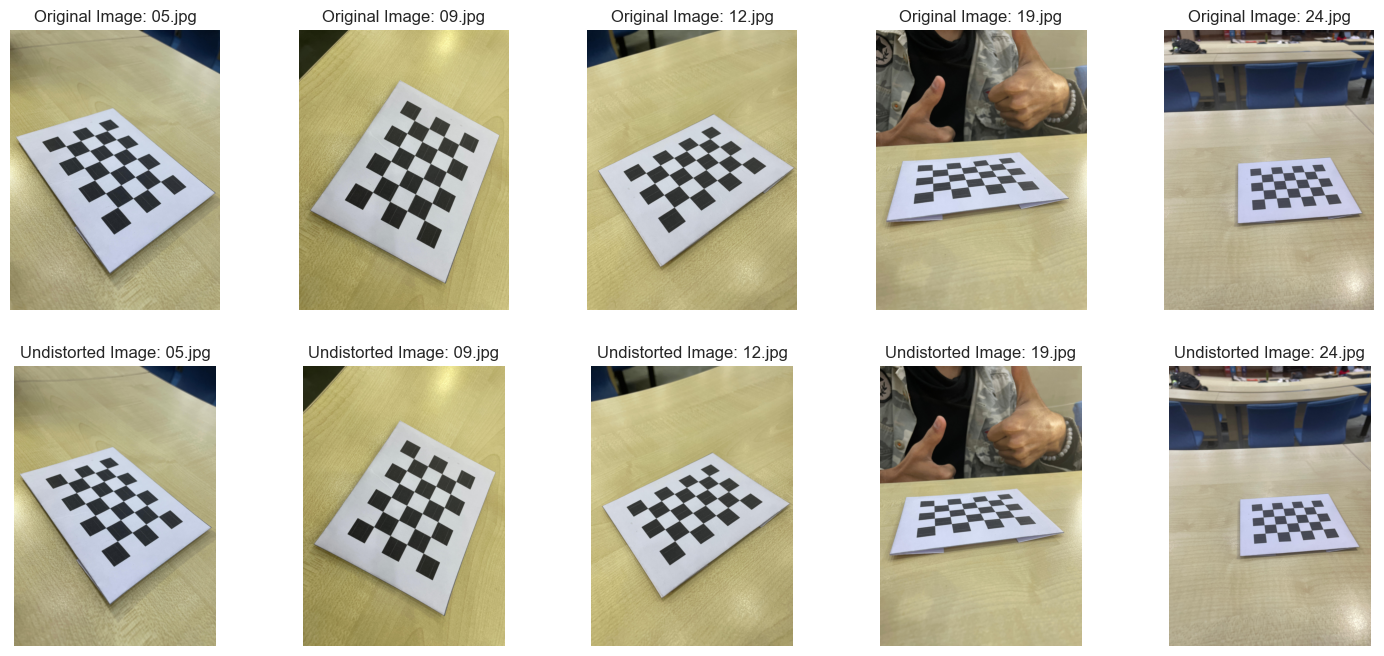 Original Image: 05.jpg
Original Image: 09.jpg
Original Image: 12.jpg
Original Image: 19.jpg
Original Image: 24.jpg
Undistorted Image: 05.jpg
Undistorted Image: 09.jpg
Undistorted Image: 12.jpg
Undistorted Image: 19.jpg
Undistorted Image: 24.jpg